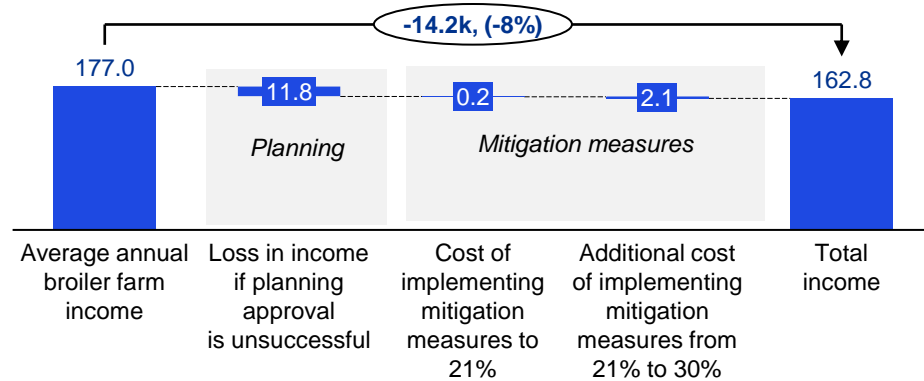 -14.2k, (-8%)
177.0
11.8
0.2
2.1
162.8
Planning
Mitigation measures
Average annual
broiler farm
income
Loss in income
if planning
approval
is unsuccessful
Cost of
implementing
mitigation
measures to
21%
Additional cost
of implementing
mitigation
measures from
21% to 30%
Total
income